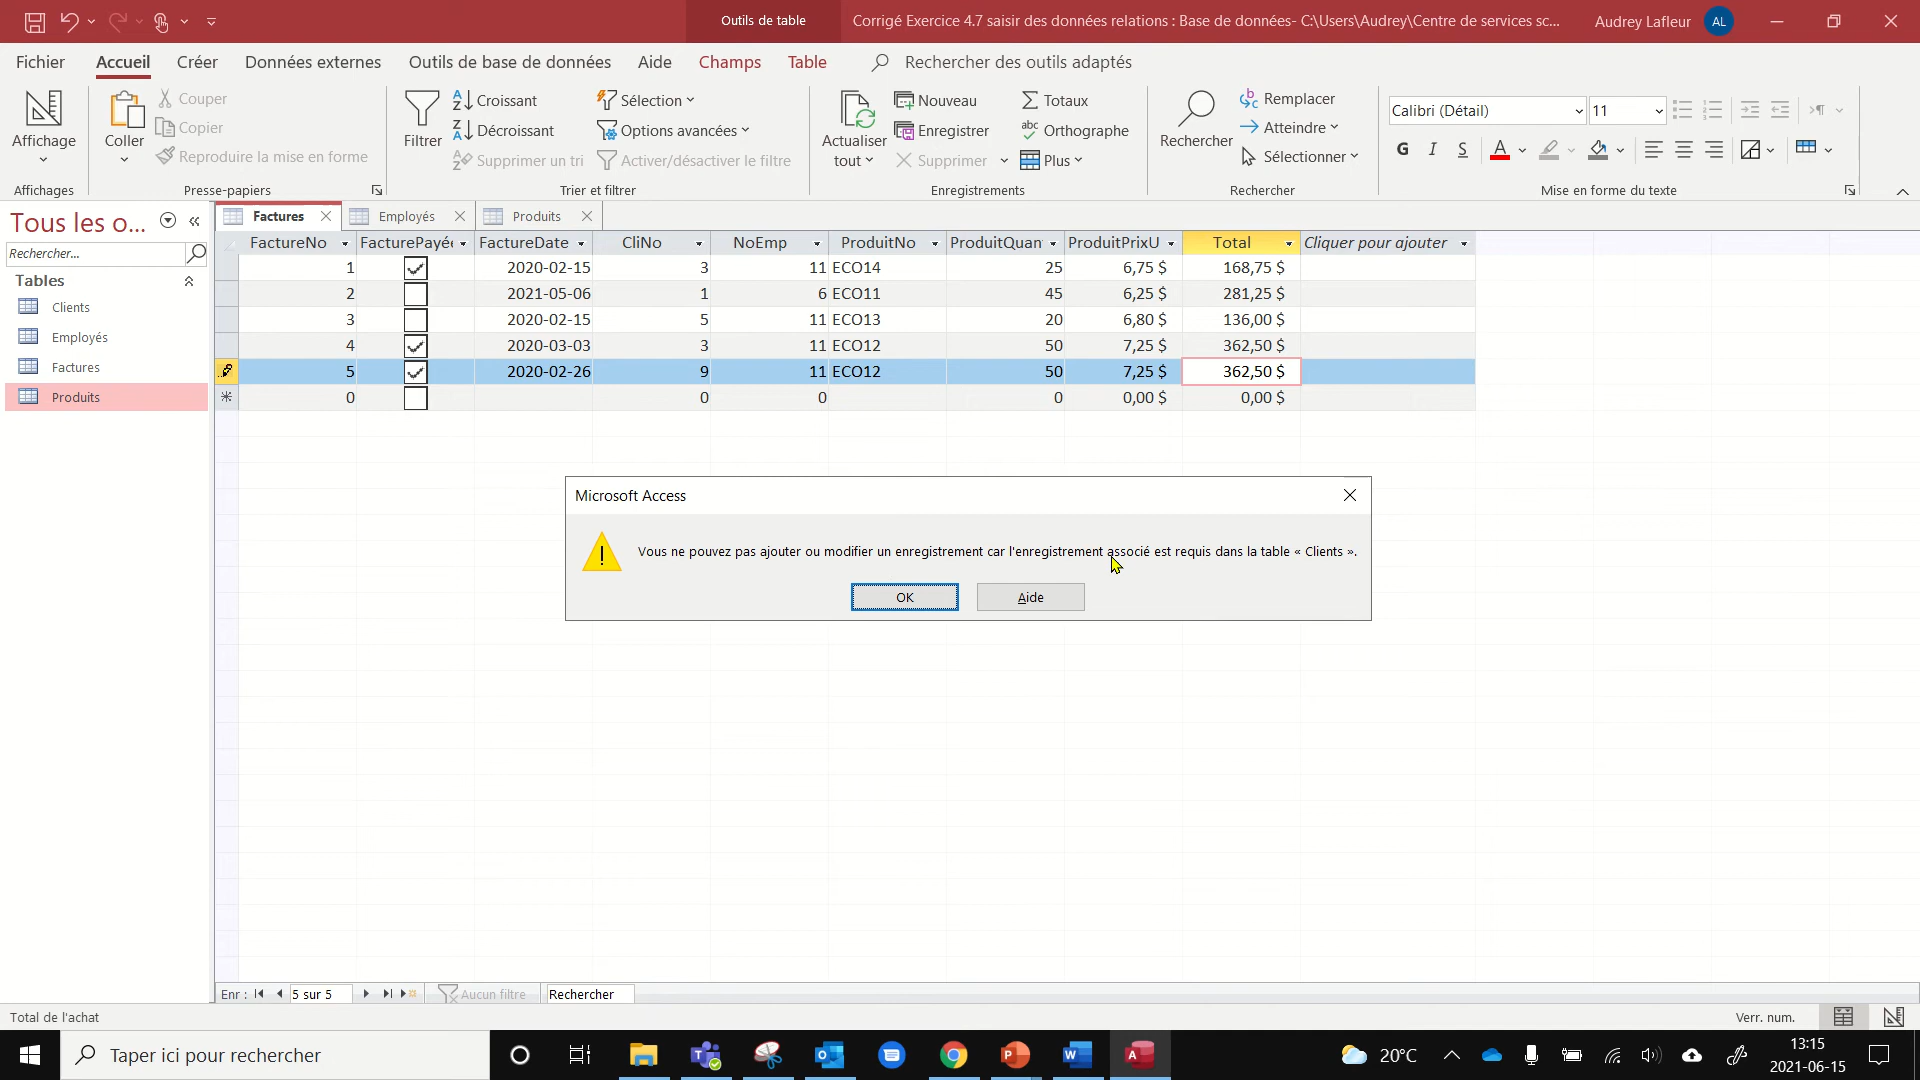 Outils de table
Corrigé Exercice 4.7 saisir des données relations : Base de données- C:\Users\Audrey\Centre de services sc...
Audrey Lafleur
AL
Fichier Accueil Créer Données externes Outils de base de données Aide Champs Table Rechercher des outils adaptés
Affichage
Affichages
Coller
Couper
Copier
Reproduire la mise en forme
Presse-papiers
Filtrer
Croissant
Décroissant
Supprimer un tri
Sélection
Options avancées
Activer/désactiver le filtre
Trier et filtrer
Actualiser
tout
Nouveau
Enregistrer
Supprimer
Totaux
Orthographe
Plus
Enregistrements
Rechercher
Remplacer
Atteindre
Sélectionner
Rechercher
Calibri (Détail) 11
G I S
Mise en forme du texte
Tous les o...
Rechercher...
Tables
Clients
Employés
Factures
Produits
Factures Employés Produits
FactureNo FacturePayée FactureDate CliNo NoEmp ProduitNo ProduitQuan ProduitPrixU Total Cliquer pour ajouter
1 2020-02-15 3 11 ECO14 25 6,75 $ 168,75 $
2 2021-05-06 1 6 ECO11 45 6,25 $ 281,25 $
3 2020-02-15 5 11 ECO13 20 6,80 $ 136,00 $
4 2020-03-03 3 11 ECO12 50 7,25 $ 362,50 $
5 2020-02-26 9 11 ECO12 50 7,25 $ 362,50 $
0 0 0 0 0,00 $ 0,00 $
Microsoft Access
Vous ne pouvez pas ajouter ou modifier un enregistrement car l'enregistrement associé est requis dans la table « Clients ».
OK Aide
Enr : 5 sur 5 Aucun filtre Rechercher
Total de l'achat
Verr. num.
Taper ici pour rechercher
20°C
13:15
2021-06-15